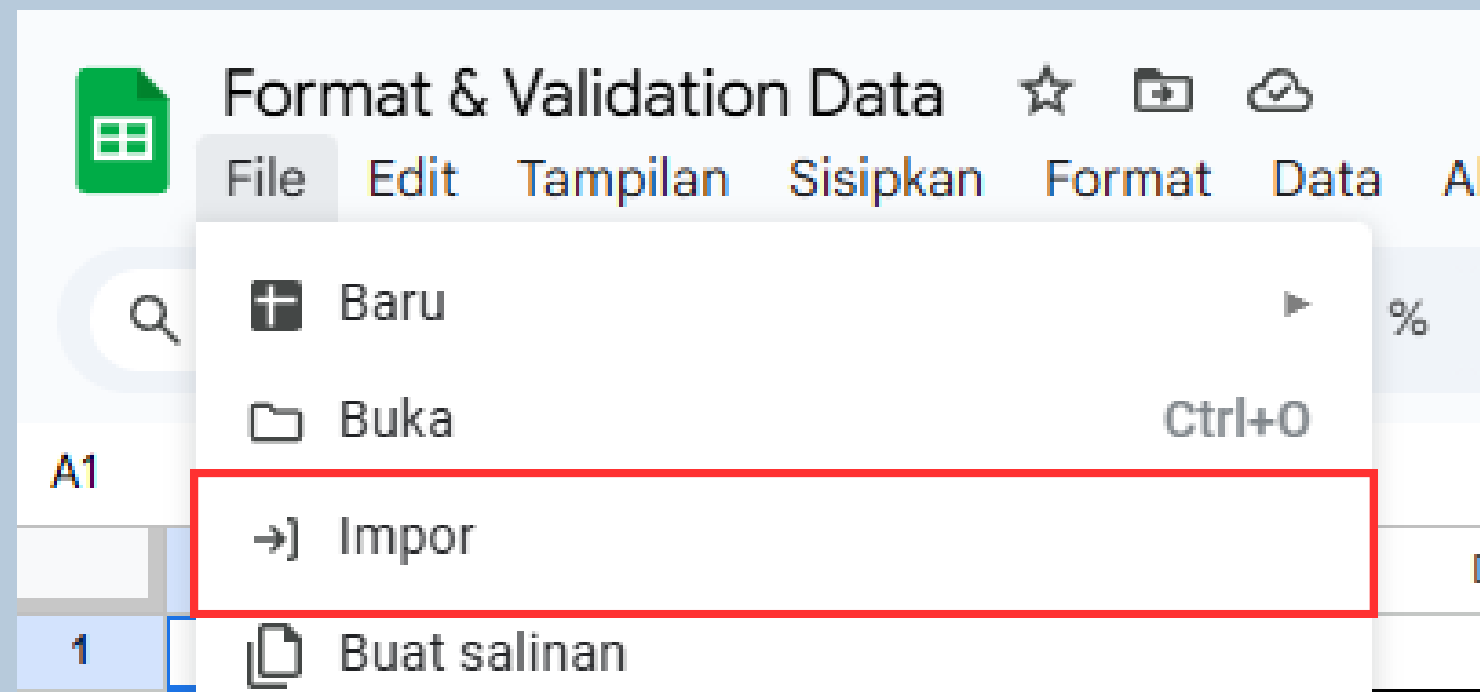 Format & Validation Data
File Edit Tampilan Sisipkan Format Data
Baru
%
Buka Ctrl+O
A1
Impor
1
Buat salinan